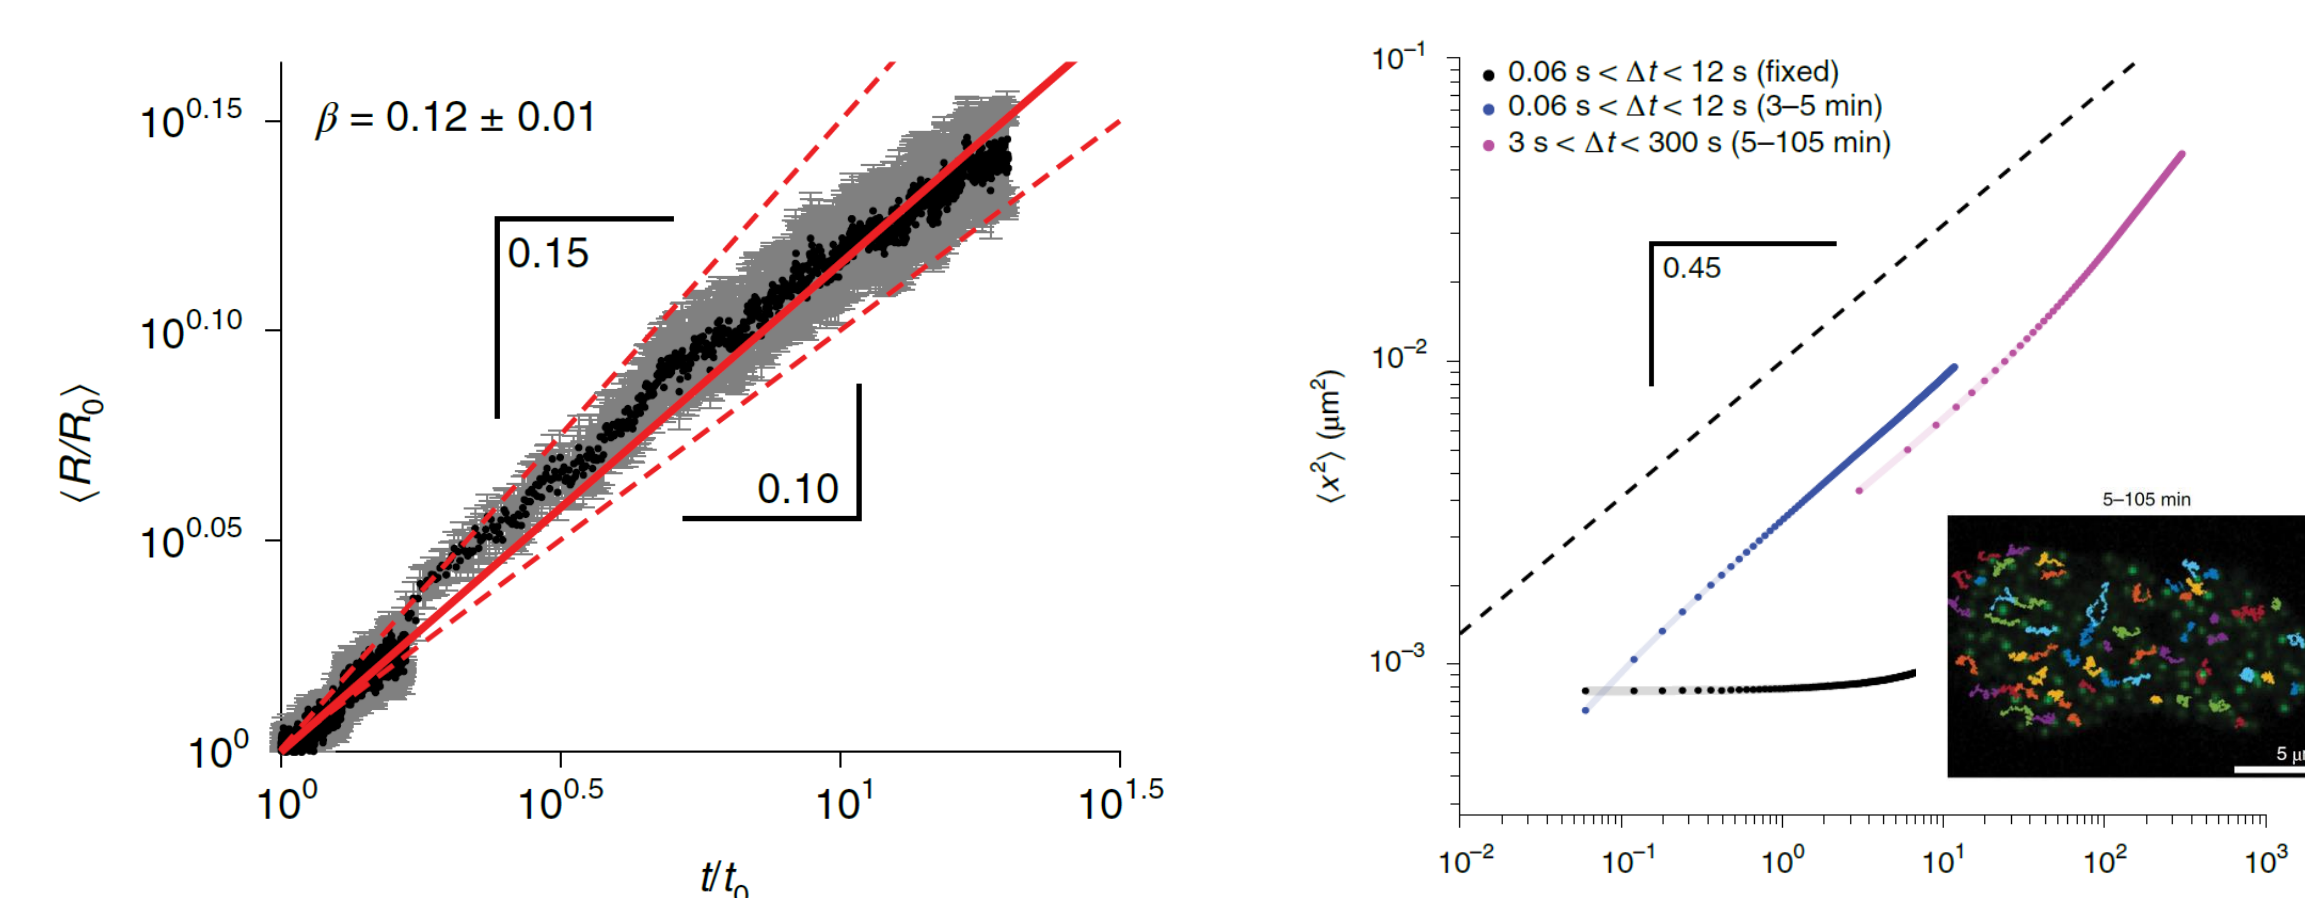 β = 0.12 ± 0.01
0.15
0.10
⟨R/R₀⟩
10^0.15
10^0.10
10^0.05
10^0
10^0 10^0.5 10^1 10^1.5
t/t₀
• 0.06 s < Δt < 12 s (fixed)
• 0.06 s < Δt < 12 s (3–5 min)
• 3 s < Δt < 300 s (5–105 min)
0.45
⟨x²⟩ (μm²)
10^–1
10^–2
10^–3
5–105 min
5
10^–2 10^–1 10^0 10^1 10^2 10^3